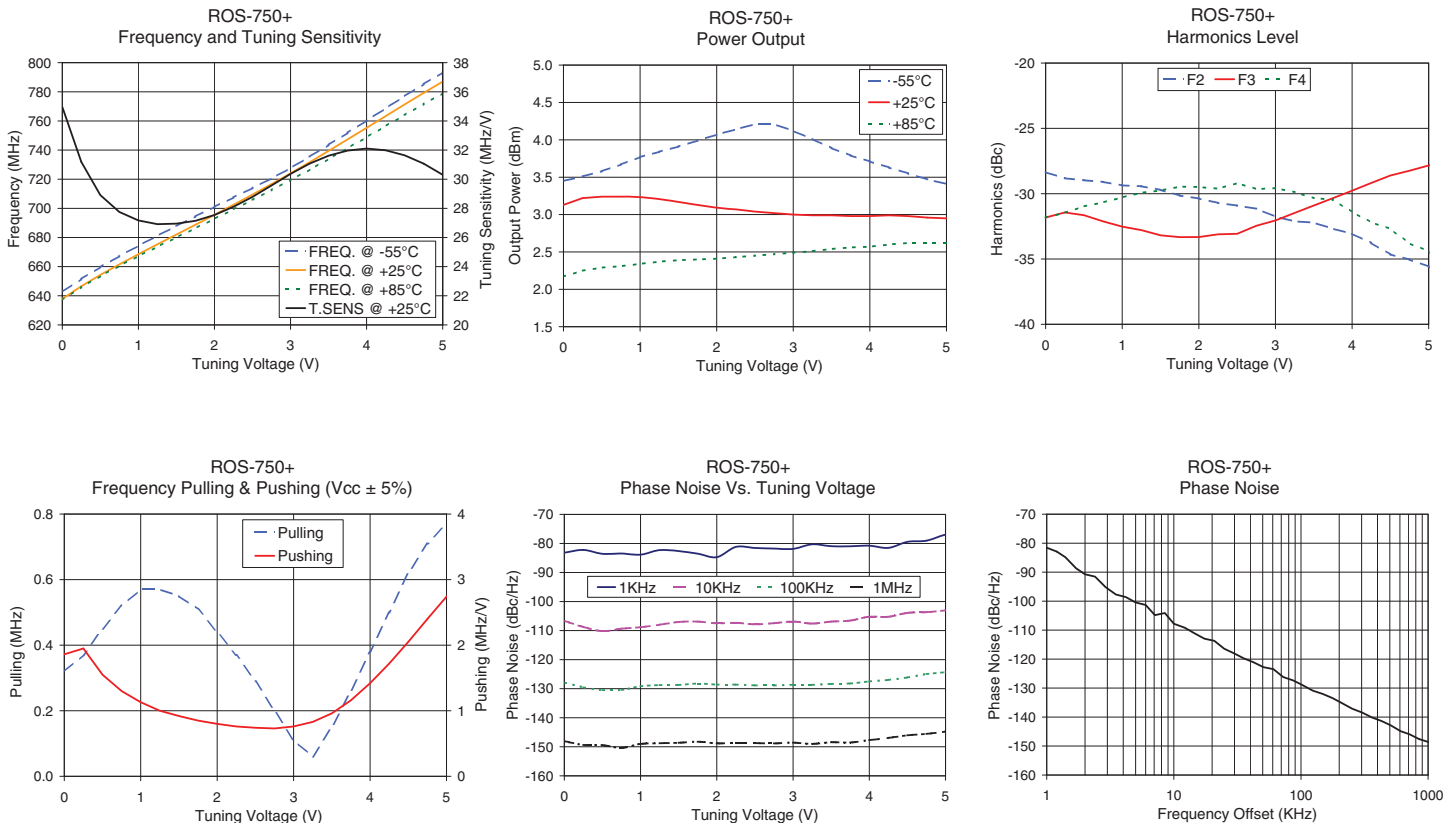 ROS-750+
Frequency and Tuning Sensitivity
800
780
760
740
720
700
680
660
640
620
38
36
34
32
30
28
26
24
22
20
Frequency (MHz)
Tuning Sensitivity (MHz/V)
FREQ. @ -55°C
FREQ. @ +25°C
FREQ. @ +85°C
T.SENS @ +25°C
0 1 2 3 4 5
Tuning Voltage (V)
ROS-750+
Power Output
5.0
4.5
4.0
3.5
3.0
2.5
2.0
1.5
Output Power (dBm)
-55°C
+25°C
+85°C
0 1 2 3 4 5
Tuning Voltage (V)
ROS-750+
Harmonics Level
-20
-25
-30
-35
-40
Harmonics (dBc)
F2 F3 F4
0 1 2 3 4 5
Tuning Voltage (V)
ROS-750+
Frequency Pulling & Pushing (Vcc ± 5%)
0.8
0.6
0.4
0.2
0.0
4
3
2
1
0
Pulling (MHz)
Pushing (MHz/V)
Pulling
Pushing
0 1 2 3 4 5
Tuning Voltage (V)
ROS-750+
Phase Noise Vs. Tuning Voltage
-70
-80
-90
-100
-110
-120
-130
-140
-150
-160
Phase Noise (dBc/Hz)
1KHz 10KHz 100KHz 1MHz
0 1 2 3 4 5
Tuning Voltage (V)
ROS-750+
Phase Noise
-70
-80
-90
-100
-110
-120
-130
-140
-150
-160
Phase Noise (dBc/Hz)
1 10 100 1000
Frequency Offset (KHz)